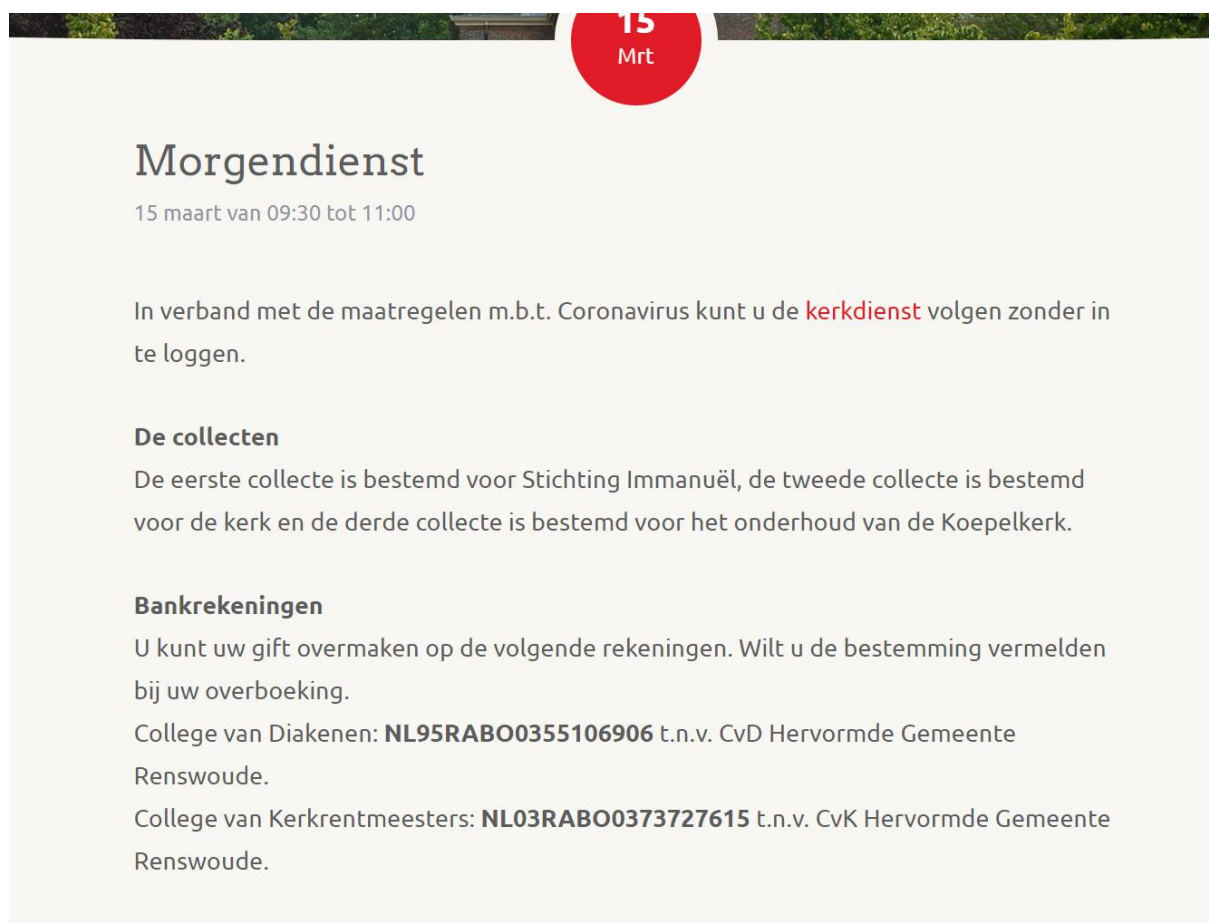 15
Mrt
Morgendienst
15 maart van 09:30 tot 11:00
In verband met de maatregelen m.b.t. Coronavirus kunt u de kerkdienst volgen zonder in
te loggen.
De collecten
De eerste collecte is bestemd voor Stichting Immanuël, de tweede collecte is bestemd
voor de kerk en de derde collecte is bestemd voor het onderhoud van de Koepelkerk.
Bankrekeningen
U kunt uw gift overmaken op de volgende rekeningen. Wilt u de bestemming vermelden
bij uw overboeking.
College van Diakenen: NL95RABO0355106906 t.n.v. CvD Hervormde Gemeente
Renswoude.
College van Kerkrentmeesters: NL03RABO0373727615 t.n.v. CvK Hervormde Gemeente
Renswoude.